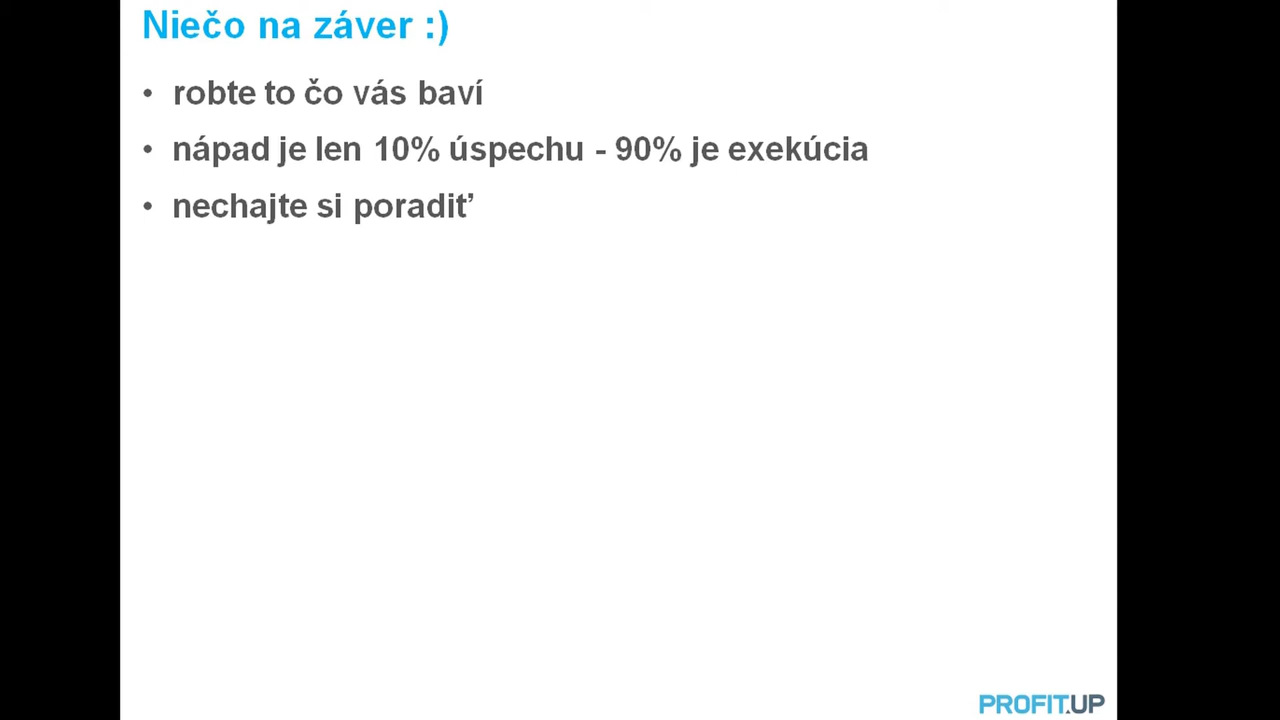 Niečo na záver :)
• robte to čo vás baví
• nápad je len 10% úspechu - 90% je exekúcia
• nechajte si poradiť
PROFIT.UP